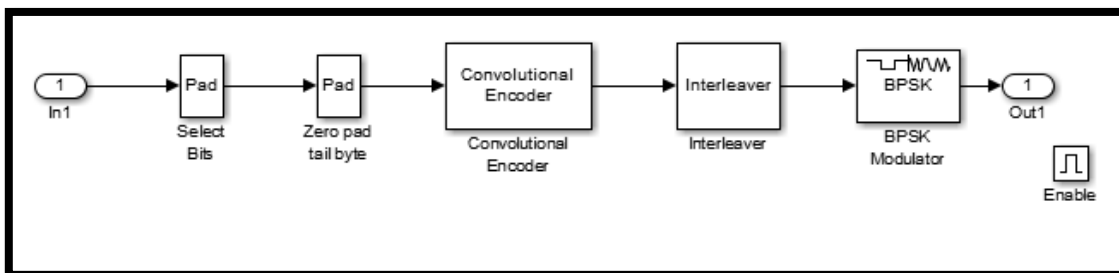 1
In1
Pad
Select
Bits
Pad
Zero pad
tail byte
Convolutional
Encoder
Convolutional
Encoder
Interleaver
Interleaver
BPSK
BPSK
Modulator
1
Out1
Enable